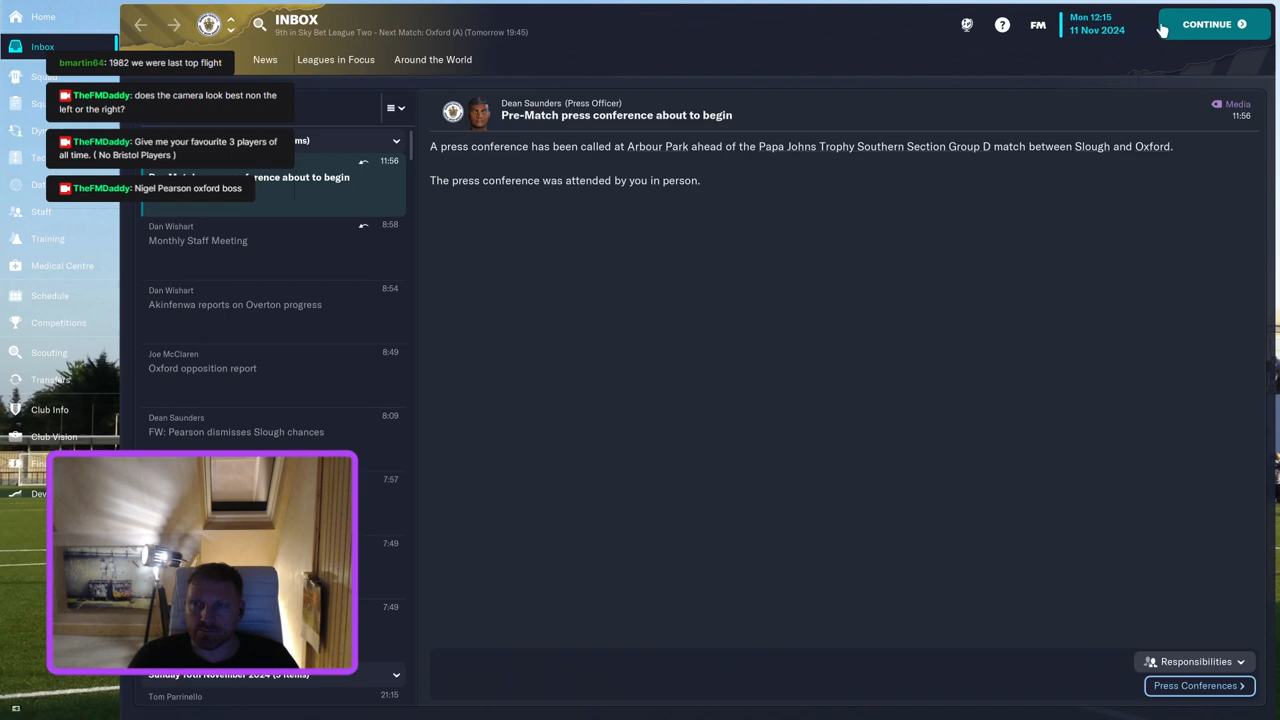 Home
Inbox
Squad
Staff
Training
Medical Centre
Schedule
Competitions
Scouting
Transfers
Club Info
Club Vision
Dev
bmartin64: 1982 we were last top flight
TheFMDaddy: does the camera look best non the
left or the right?
TheFMDaddy: Give me your favourite 3 players of
all time. ( No Bristol Players )
TheFMDaddy: Nigel Pearson oxford boss
INBOX
9th in Sky Bet League Two - Next Match: Oxford (A) (Tomorrow 19:45)
FM
Mon 12:15
11 Nov 2024
CONTINUE
News
Leagues in Focus
Around the World
11:56
rence about to begin
Dan Wishart
8:58
Monthly Staff Meeting
Dan Wishart
8:54
Akinfenwa reports on Overton progress
Joe McClaren
8:49
Oxford opposition report
Dean Saunders
8:09
FW: Pearson dismisses Slough chances
7:57
7:49
7:49
Sunday 10th November 2024 (3 items)
Tom Parrinello
21:15
Dean Saunders (Press Officer)
Pre-Match press conference about to begin
Media
11:56
A press conference has been called at Arbour Park ahead of the Papa Johns Trophy Southern Section Group D match between Slough and Oxford.
The press conference was attended by you in person.
Responsibilities
Press Conferences